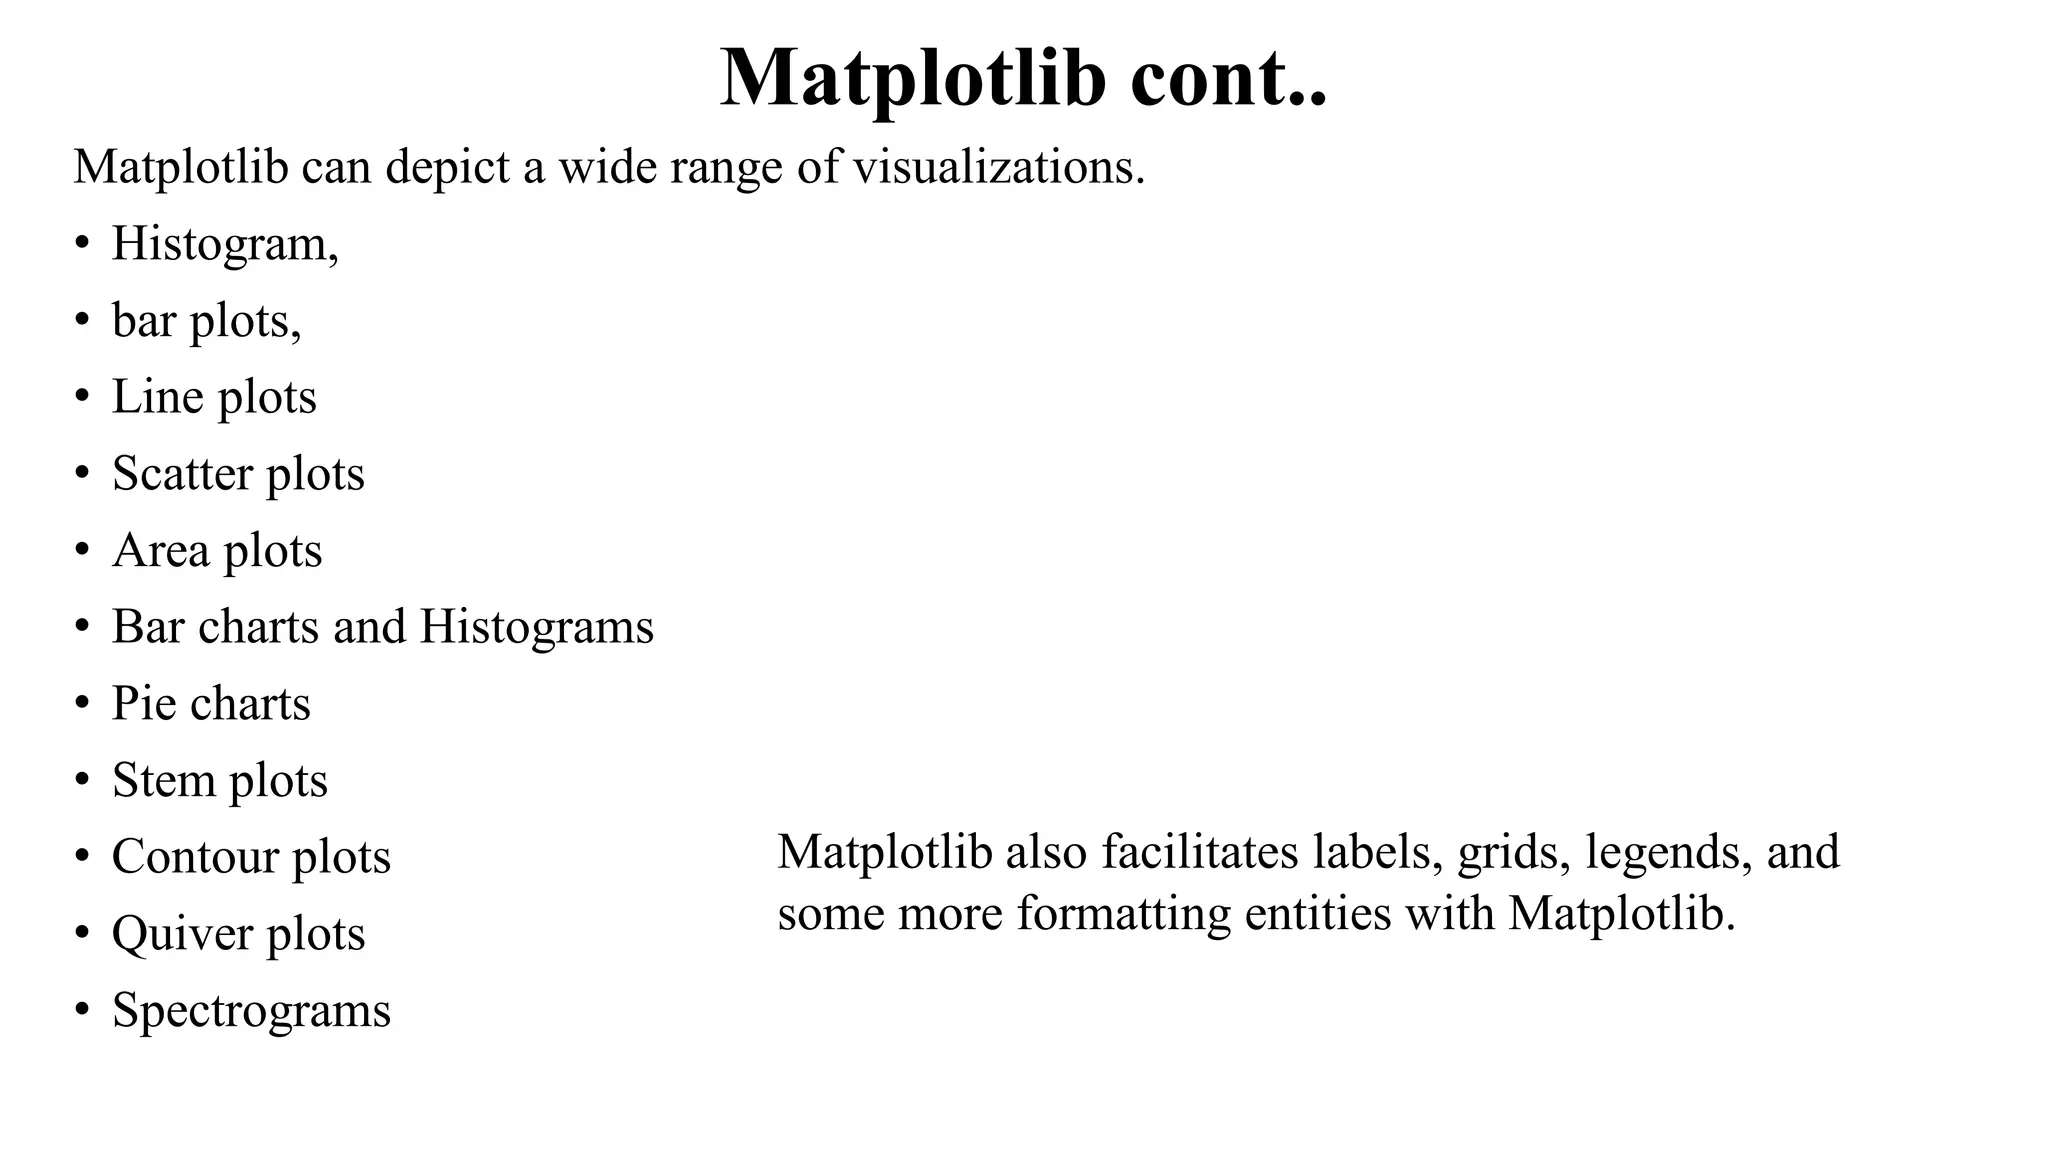 Matplotlib cont..
Matplotlib can depict a wide range of visualizations.
• Histogram,
• bar plots,
• Line plots
• Scatter plots
• Area plots
• Bar charts and Histograms
• Pie charts
• Stem plots
• Contour plots
• Quiver plots
• Spectrograms
Matplotlib also facilitates labels, grids, legends, and
some more formatting entities with Matplotlib.